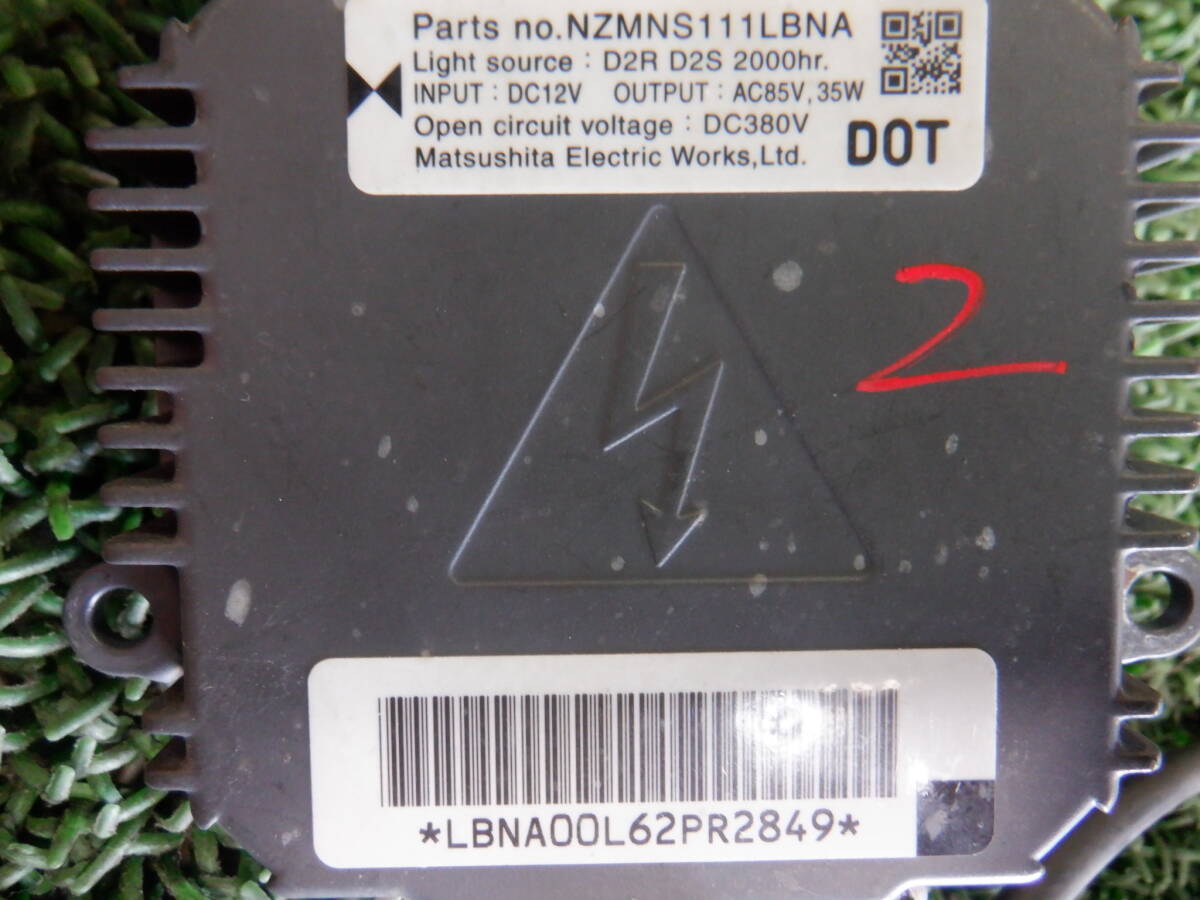 Parts no.NZMNS111LBNA
Light source : D2R D2S 2000hr.
INPUT : DC12V OUTPUT : AC85V,35W
Open circuit voltage : DC380V
Matsushita Electric Works,Ltd. DOT
2
*LBNA00L62PR2849*